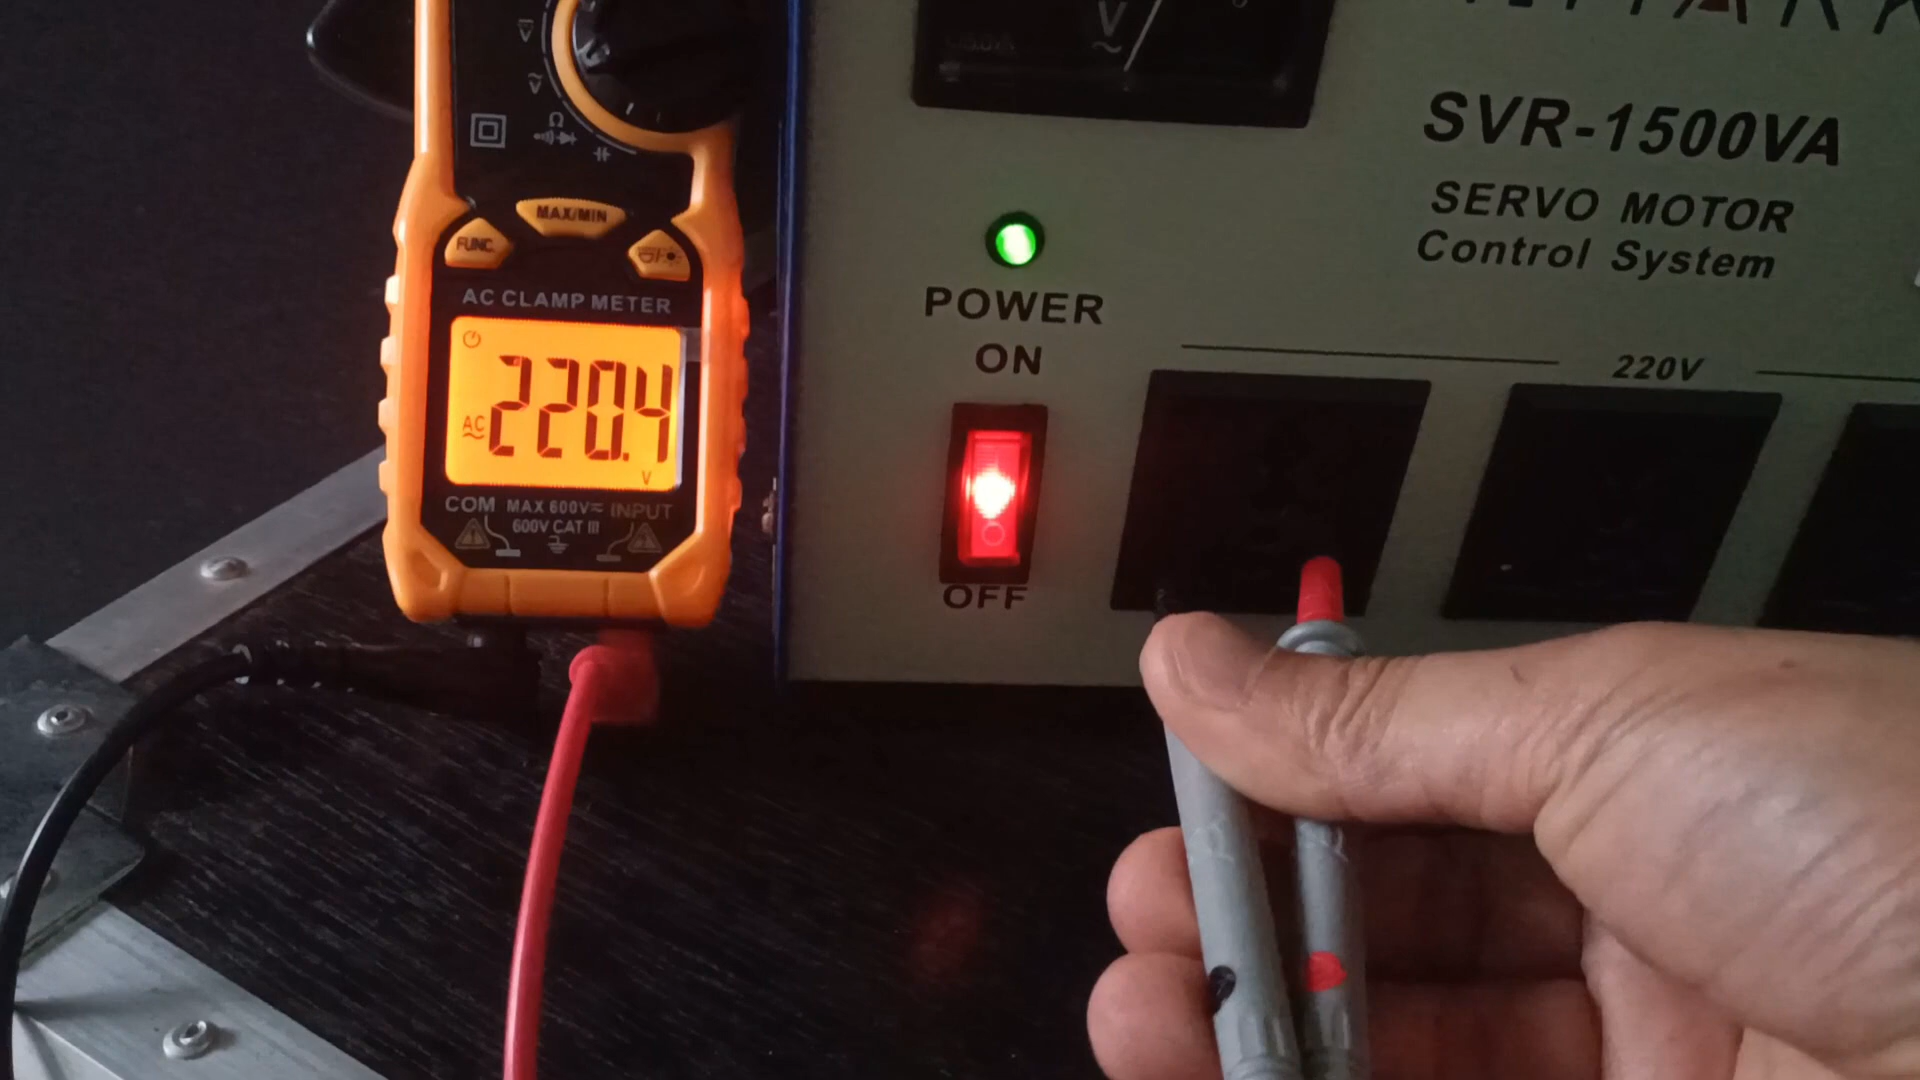 V
SVR-1500VA
SERVO MOTOR
Control System
Ω
MAX/MIN
FUNC.
AC CLAMP METER
AC
220.4
V
COM MAX 600V INPUT
600V CAT III
POWER
ON
OFF
220V